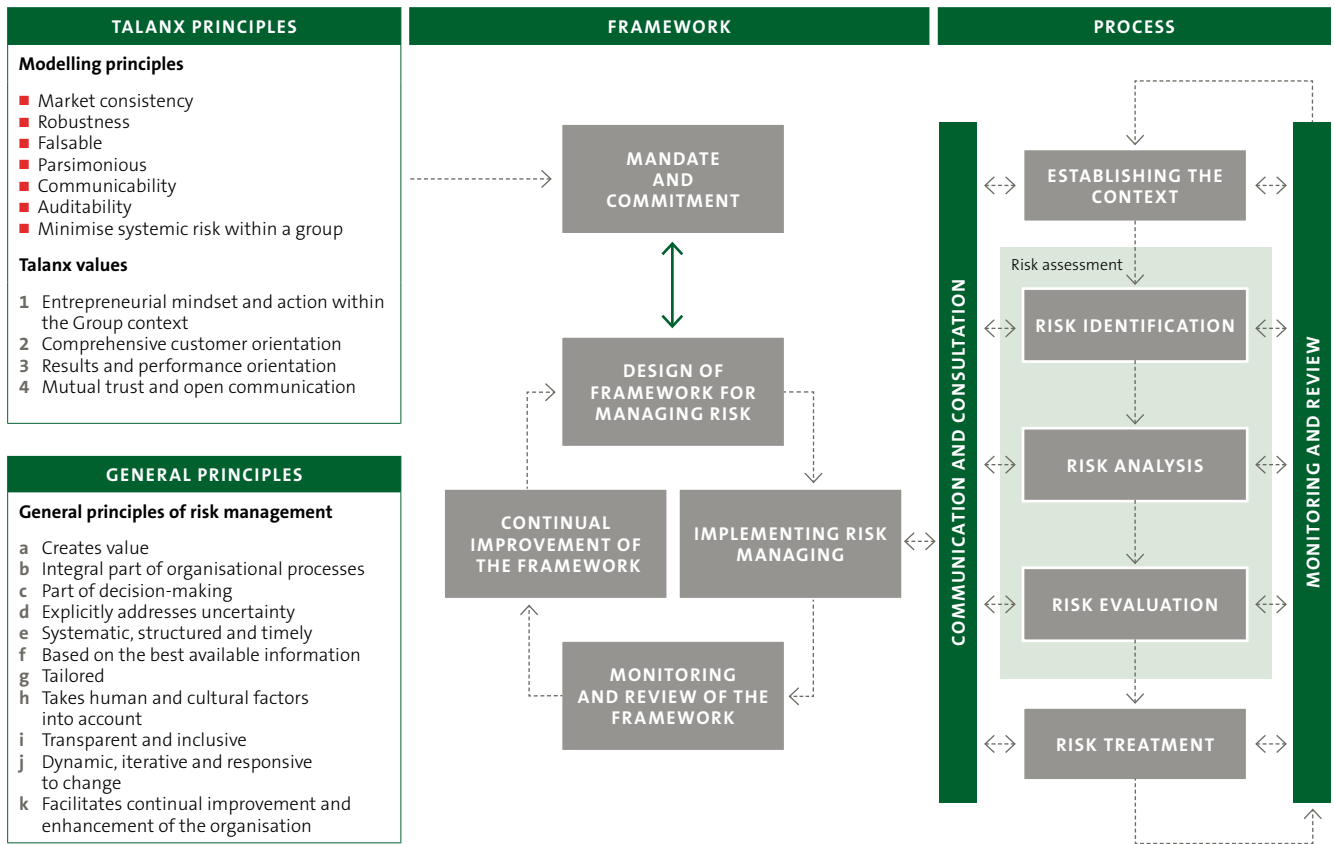 TALANX PRINCIPLES
Modelling principles
■ Market consistency
■ Robustness
■ Falsable
■ Parsimonious
■ Communicability
■ Auditability
■ Minimise systemic risk within a group
Talanx values
1 Entrepreneurial mindset and action within
the Group context
2 Comprehensive customer orientation
3 Results and performance orientation
4 Mutual trust and open communication
GENERAL PRINCIPLES
General principles of risk management
a Creates value
b Integral part of organisational processes
c Part of decision-making
d Explicitly addresses uncertainty
e Systematic, structured and timely
f Based on the best available information
g Tailored
h Takes human and cultural factors
into account
i Transparent and inclusive
j Dynamic, iterative and responsive
to change
k Facilitates continual improvement and
enhancement of the organisation
FRAMEWORK
MANDATE
AND
COMMITMENT
DESIGN OF
FRAMEWORK FOR
MANAGING RISK
CONTINUAL
IMPROVEMENT OF
THE FRAMEWORK
IMPLEMENTING RISK
MANAGING
MONITORING
AND REVIEW OF THE
FRAMEWORK
PROCESS
COMMUNICATION AND CONSULTATION
ESTABLISHING THE
CONTEXT
Risk assessment
RISK IDENTIFICATION
RISK ANALYSIS
RISK EVALUATION
RISK TREATMENT
MONITORING AND REVIEW